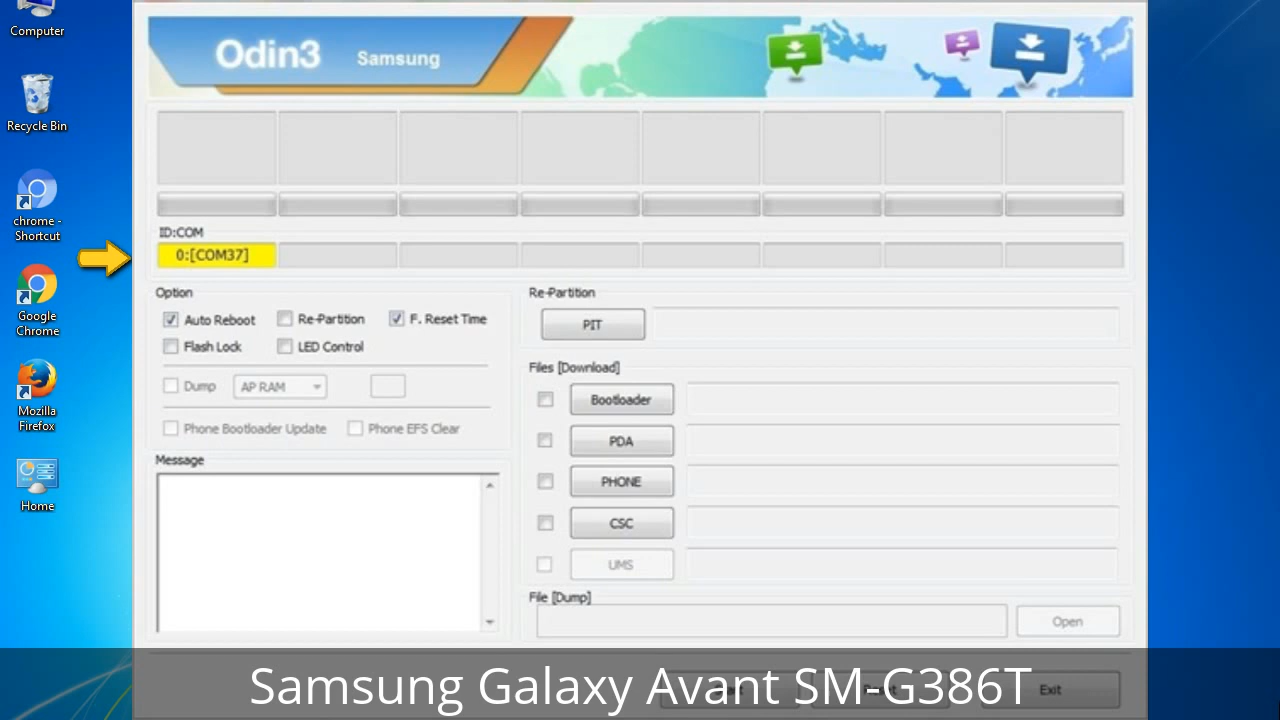 Computer
Recycle Bin
chrome -
Shortcut
Google
Chrome
Mozilla
Firefox
Home
Odin3 Samsung
ID:COM
0:[COM37]
Option
Auto Reboot Re-Partition F. Reset Time
Flash Lock LED Control
Dump AP RAM
Phone Bootloader Update Phone EFS Clear
Message
Re-Partition
PIT
Files [Download]
Bootloader
PDA
PHONE
CSC
UMS
File [Dump]
Open
Exit
Samsung Galaxy Avant SM-G386T